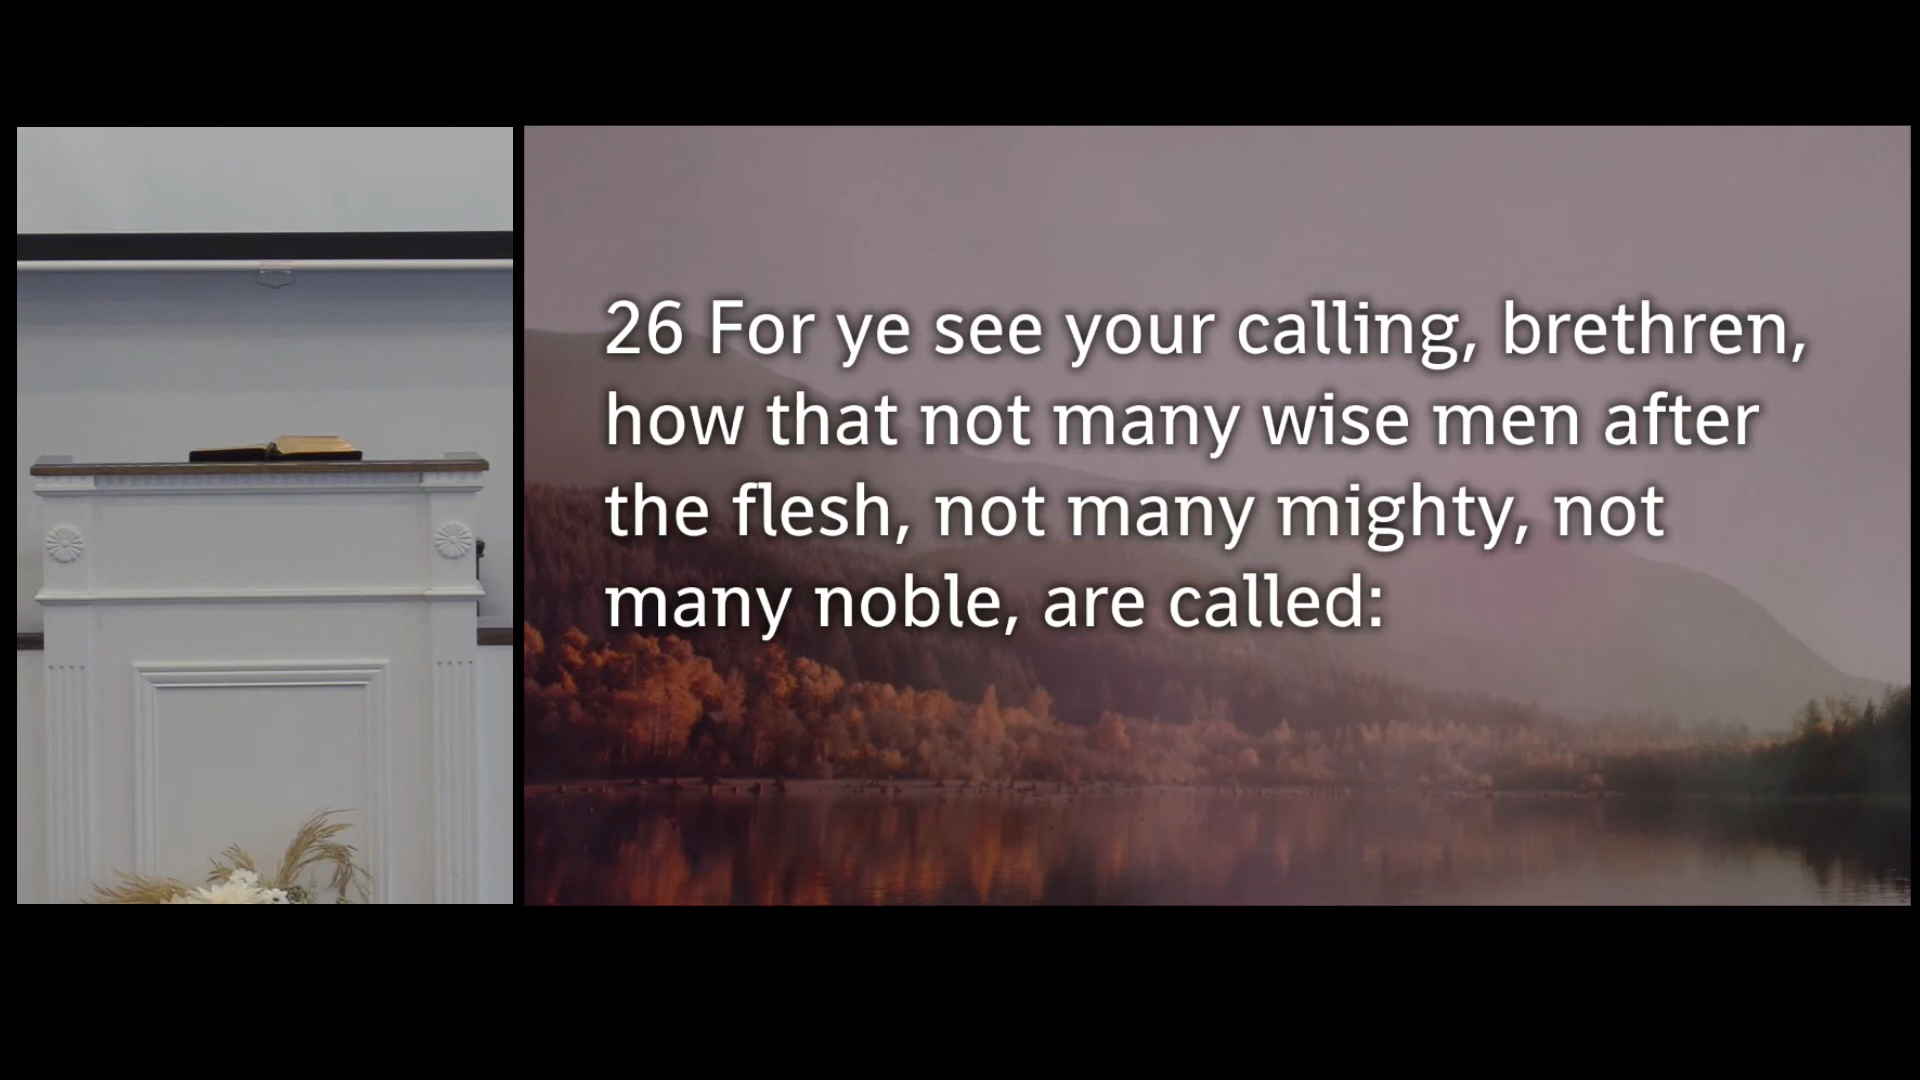 26 For ye see your calling, brethren,
how that not many wise men after
the flesh, not many mighty, not
many noble, are called: